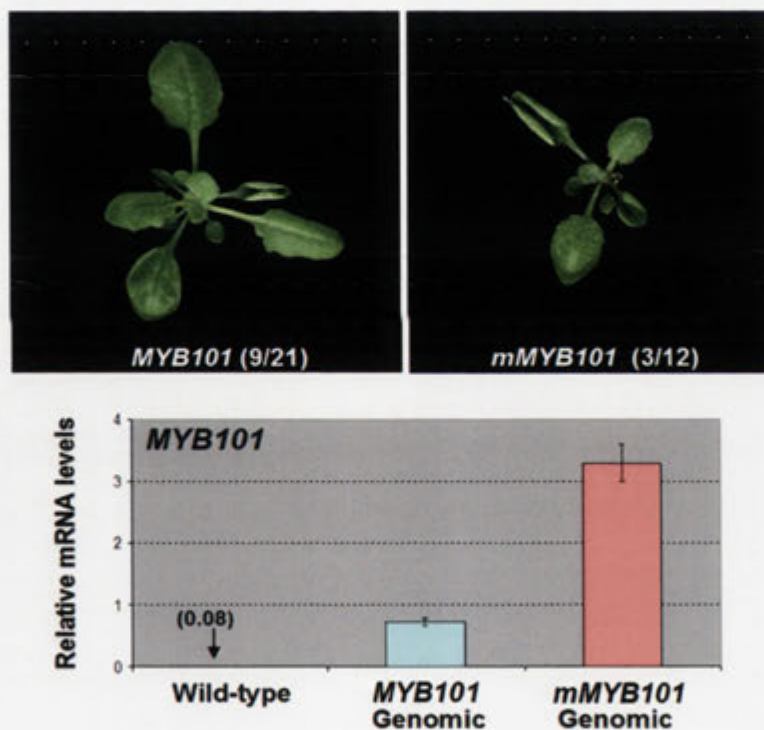 MYB101 (9/21)
mMYB101 (3/12)
MYB101
Relative mRNA levels
4
3
2
1
0
(0.08)
Wild-type
MYB101
Genomic
mMYB101
Genomic